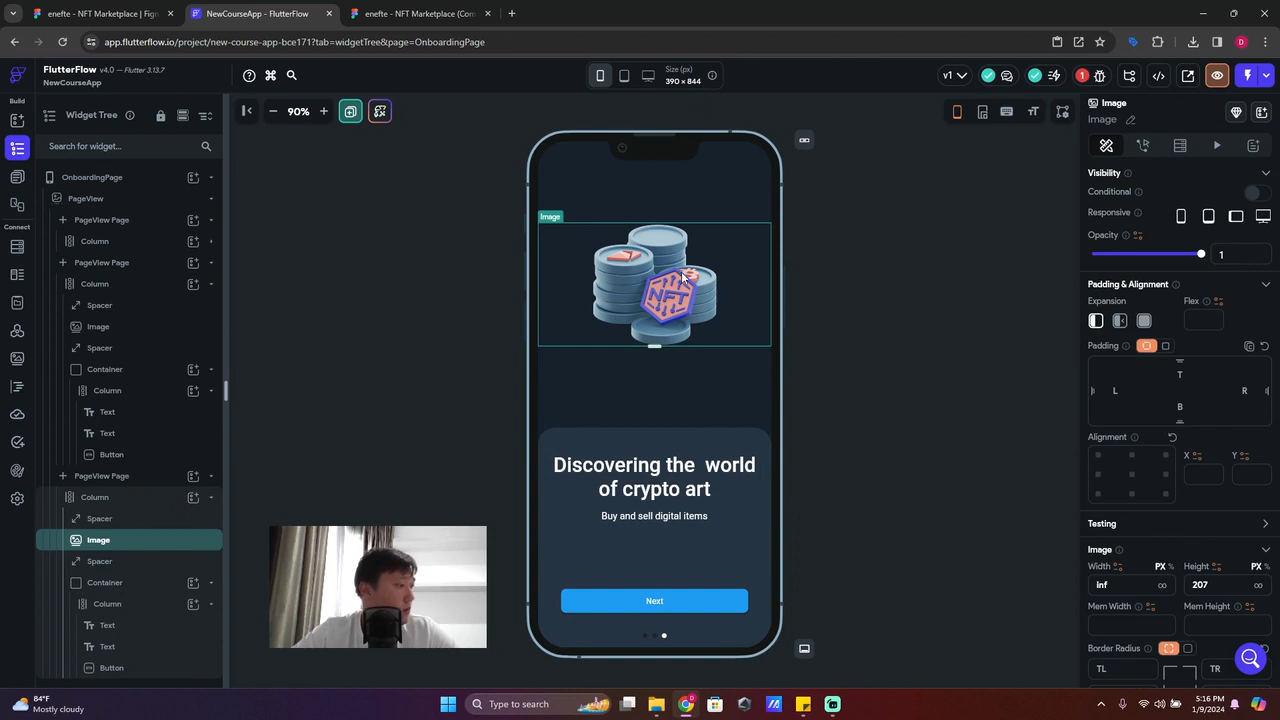 enefte - NFT Marketplace | Fig
NewCourseApp - FlutterFlow
enefte - NFT Marketplace (Com
app.flutterflow.io/project/new-course-app-bce171?tab=widgetTree&page=OnboardingPage
FlutterFlow v4.0 - Flutter 3.13.7
NewCourseApp
Size (px)
390 × 844
v1
1
Build
Widget Tree
90%
Image
Image
Search for widget...
OnboardingPage
PageView
PageView Page
Column
PageView Page
Column
Spacer
Image
Spacer
Container
Column
Text
Text
Button
PageView Page
Column
Spacer
Image
Spacer
Container
Column
Text
Text
Button
Connect
Image
NFT
Discovering the world
of crypto art
Buy and sell digital items
Next
Visibility
Conditional
Responsive
Opacity
1
Padding & Alignment
Expansion
Flex
Padding
T
L
R
B
Alignment
X
Y
Testing
Image
Width
PX
%
Height
PX
%
inf
∞
207
∞
Mem Width
Mem Height
Border Radius
TL
TR
84°F
Mostly cloudy
Type to search
5:16 PM
1/9/2024